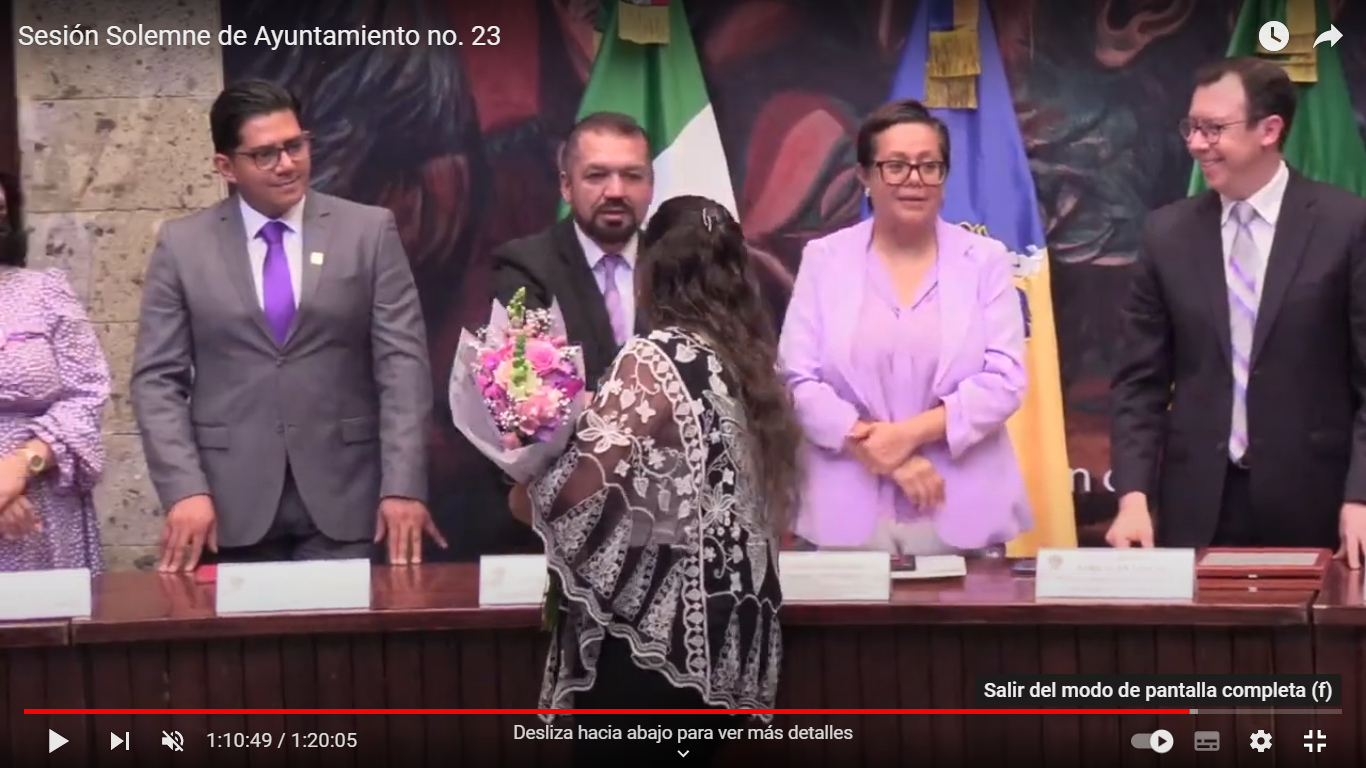 Sesión Solemne de Ayuntamiento no. 23
Salir del modo de pantalla completa (f)
1:10:49 / 1:20:05
Desliza hacia abajo para ver más detalles